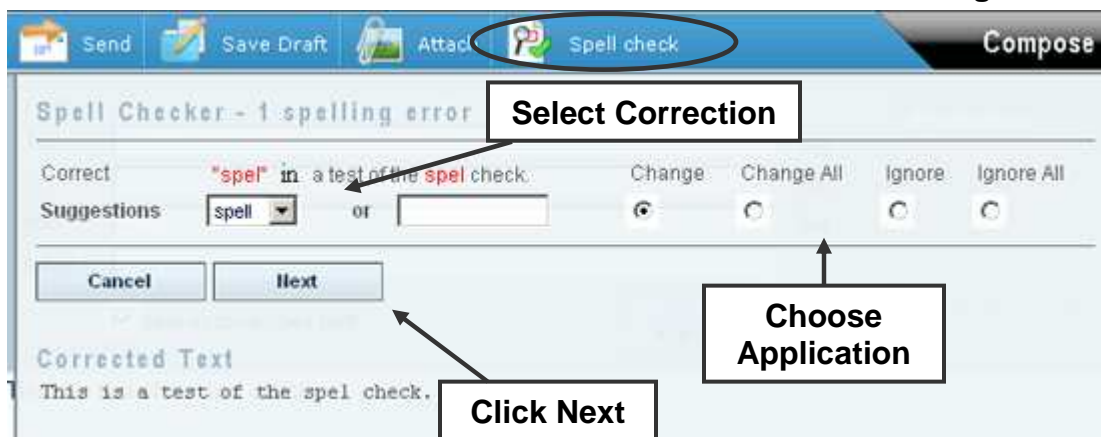 Send Save Draft Attach Spell check Compose
Spell Checker - 1 spelling error
Select Correction
Correct "spel" in a test of the spel check. Change Change All Ignore Ignore All
Suggestions spell or
Cancel Next
Choose
Application
Corrected Text
This is a test of the spel check.
Click Next